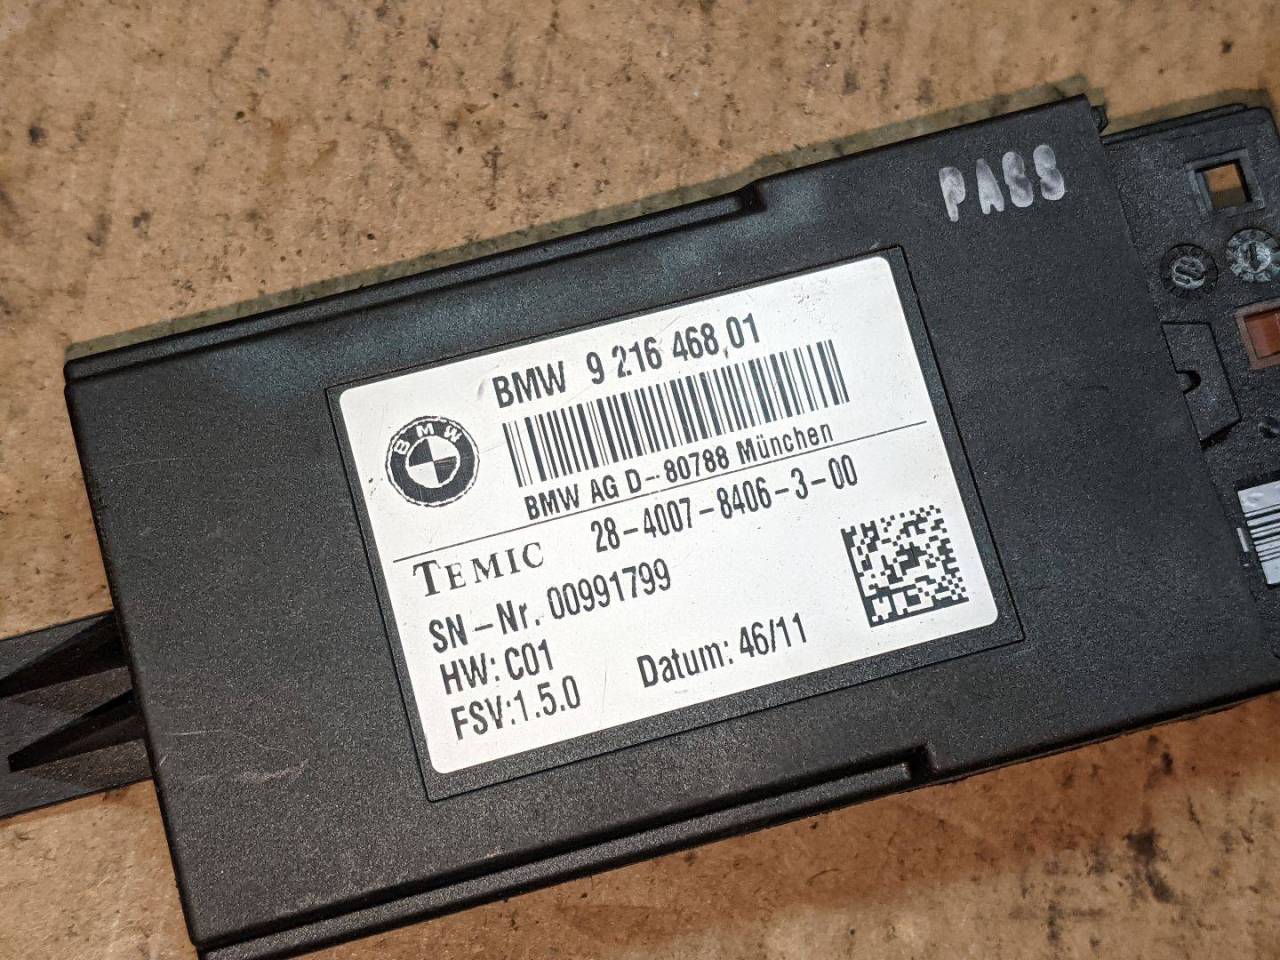 PASS
BMW 9 216 468.01
BMW
BMW AG D-80788 München
TEMIC 28-4007-8406-3-00
SN-Nr. 00991799
HW: C01
FSV:1.5.0 Datum: 46/11